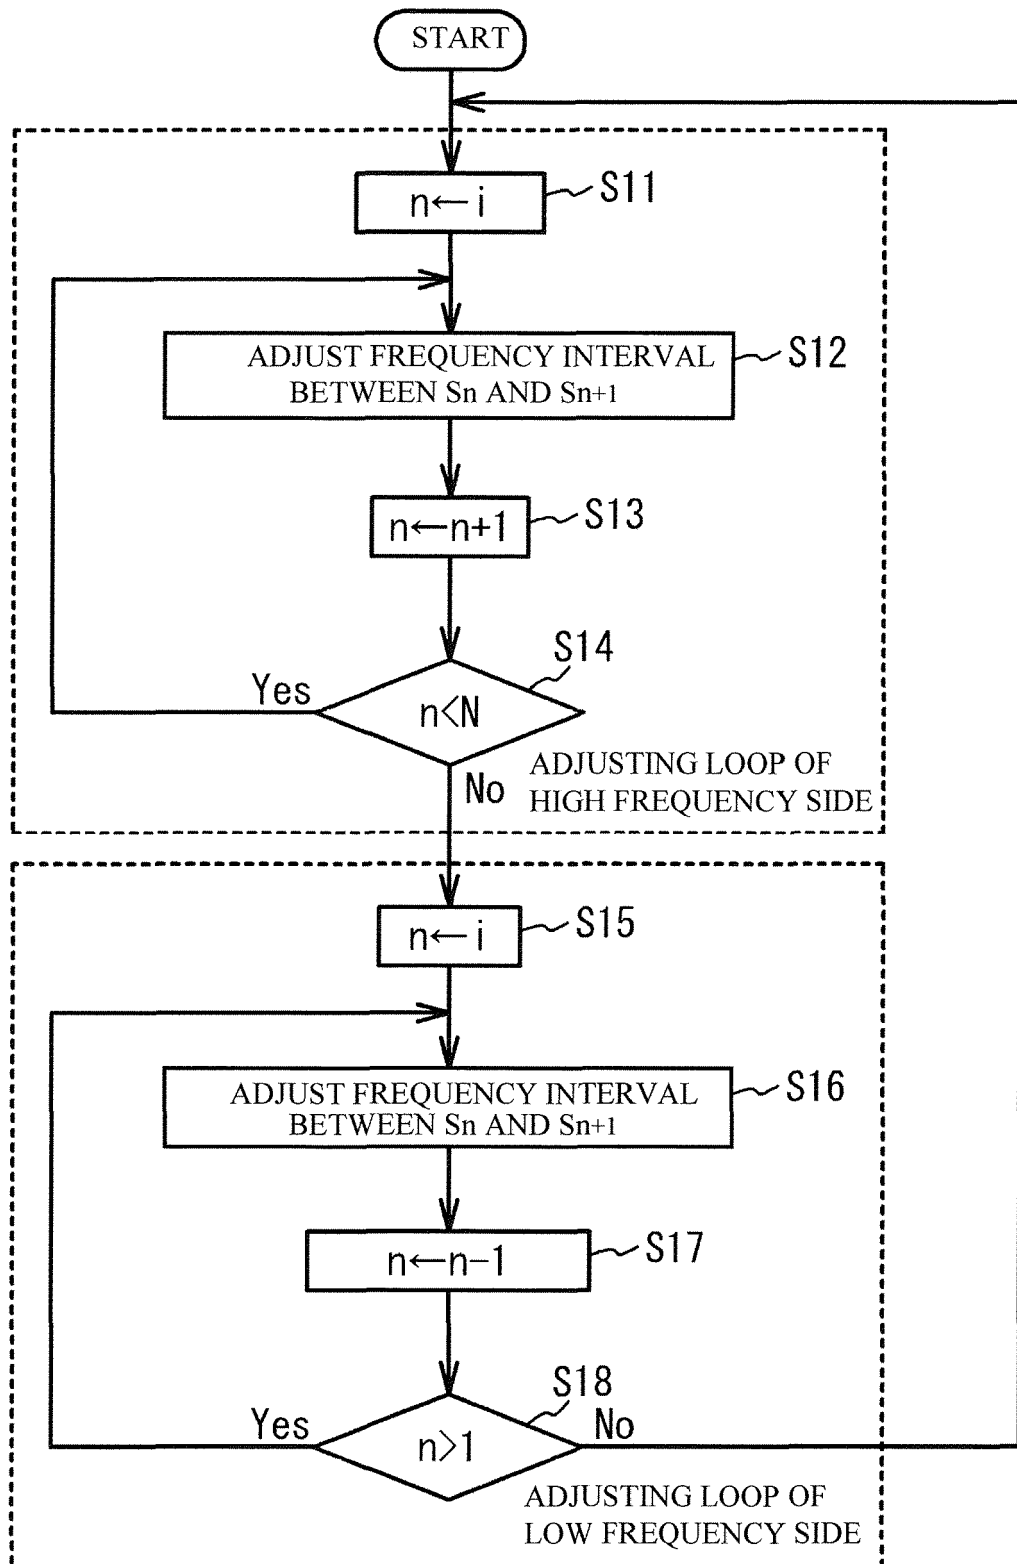 START
n←i
S11
ADJUST FREQUENCY INTERVAL
BETWEEN Sn AND Sn+1
S12
n←n+1
S13
S14
Yes
n<N
No
ADJUSTING LOOP OF
HIGH FREQUENCY SIDE
n←i
S15
ADJUST FREQUENCY INTERVAL
BETWEEN Sn AND Sn+1
S16
n←n-1
S17
S18
Yes
n>1
No
ADJUSTING LOOP OF
LOW FREQUENCY SIDE